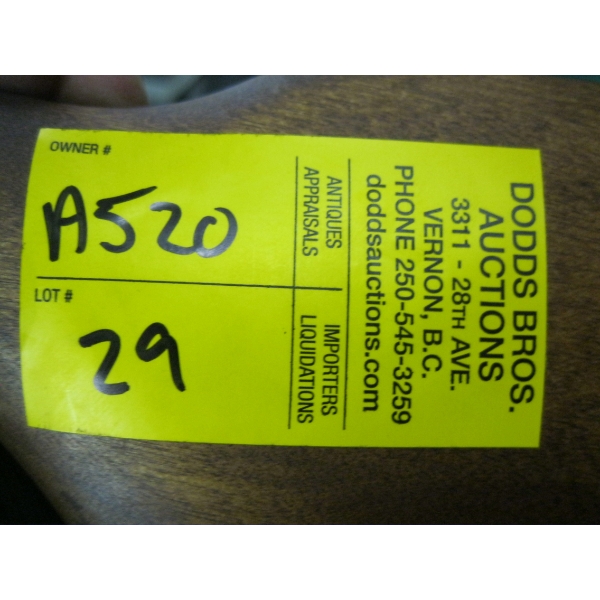 DODDS BROS.
AUCTIONS
3311 - 28TH AVE.
VERNON, B.C.
PHONE 250-545-3259
doddsauctions.com
ANTIQUES
APPRAISALS
IMPORTERS
LIQUIDATIONS
OWNER #
A520
LOT #
29